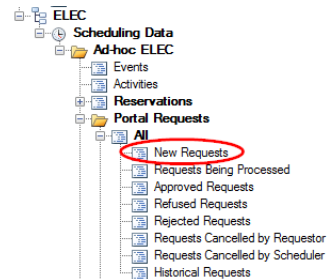 ELEC
Scheduling Data
Ad-hoc ELEC
Events
Activities
Reservations
Portal Requests
All
New Requests
Requests Being Processed
Approved Requests
Refused Requests
Rejected Requests
Requests Cancelled by Requestor
Requests Cancelled by Scheduler
Historical Requests